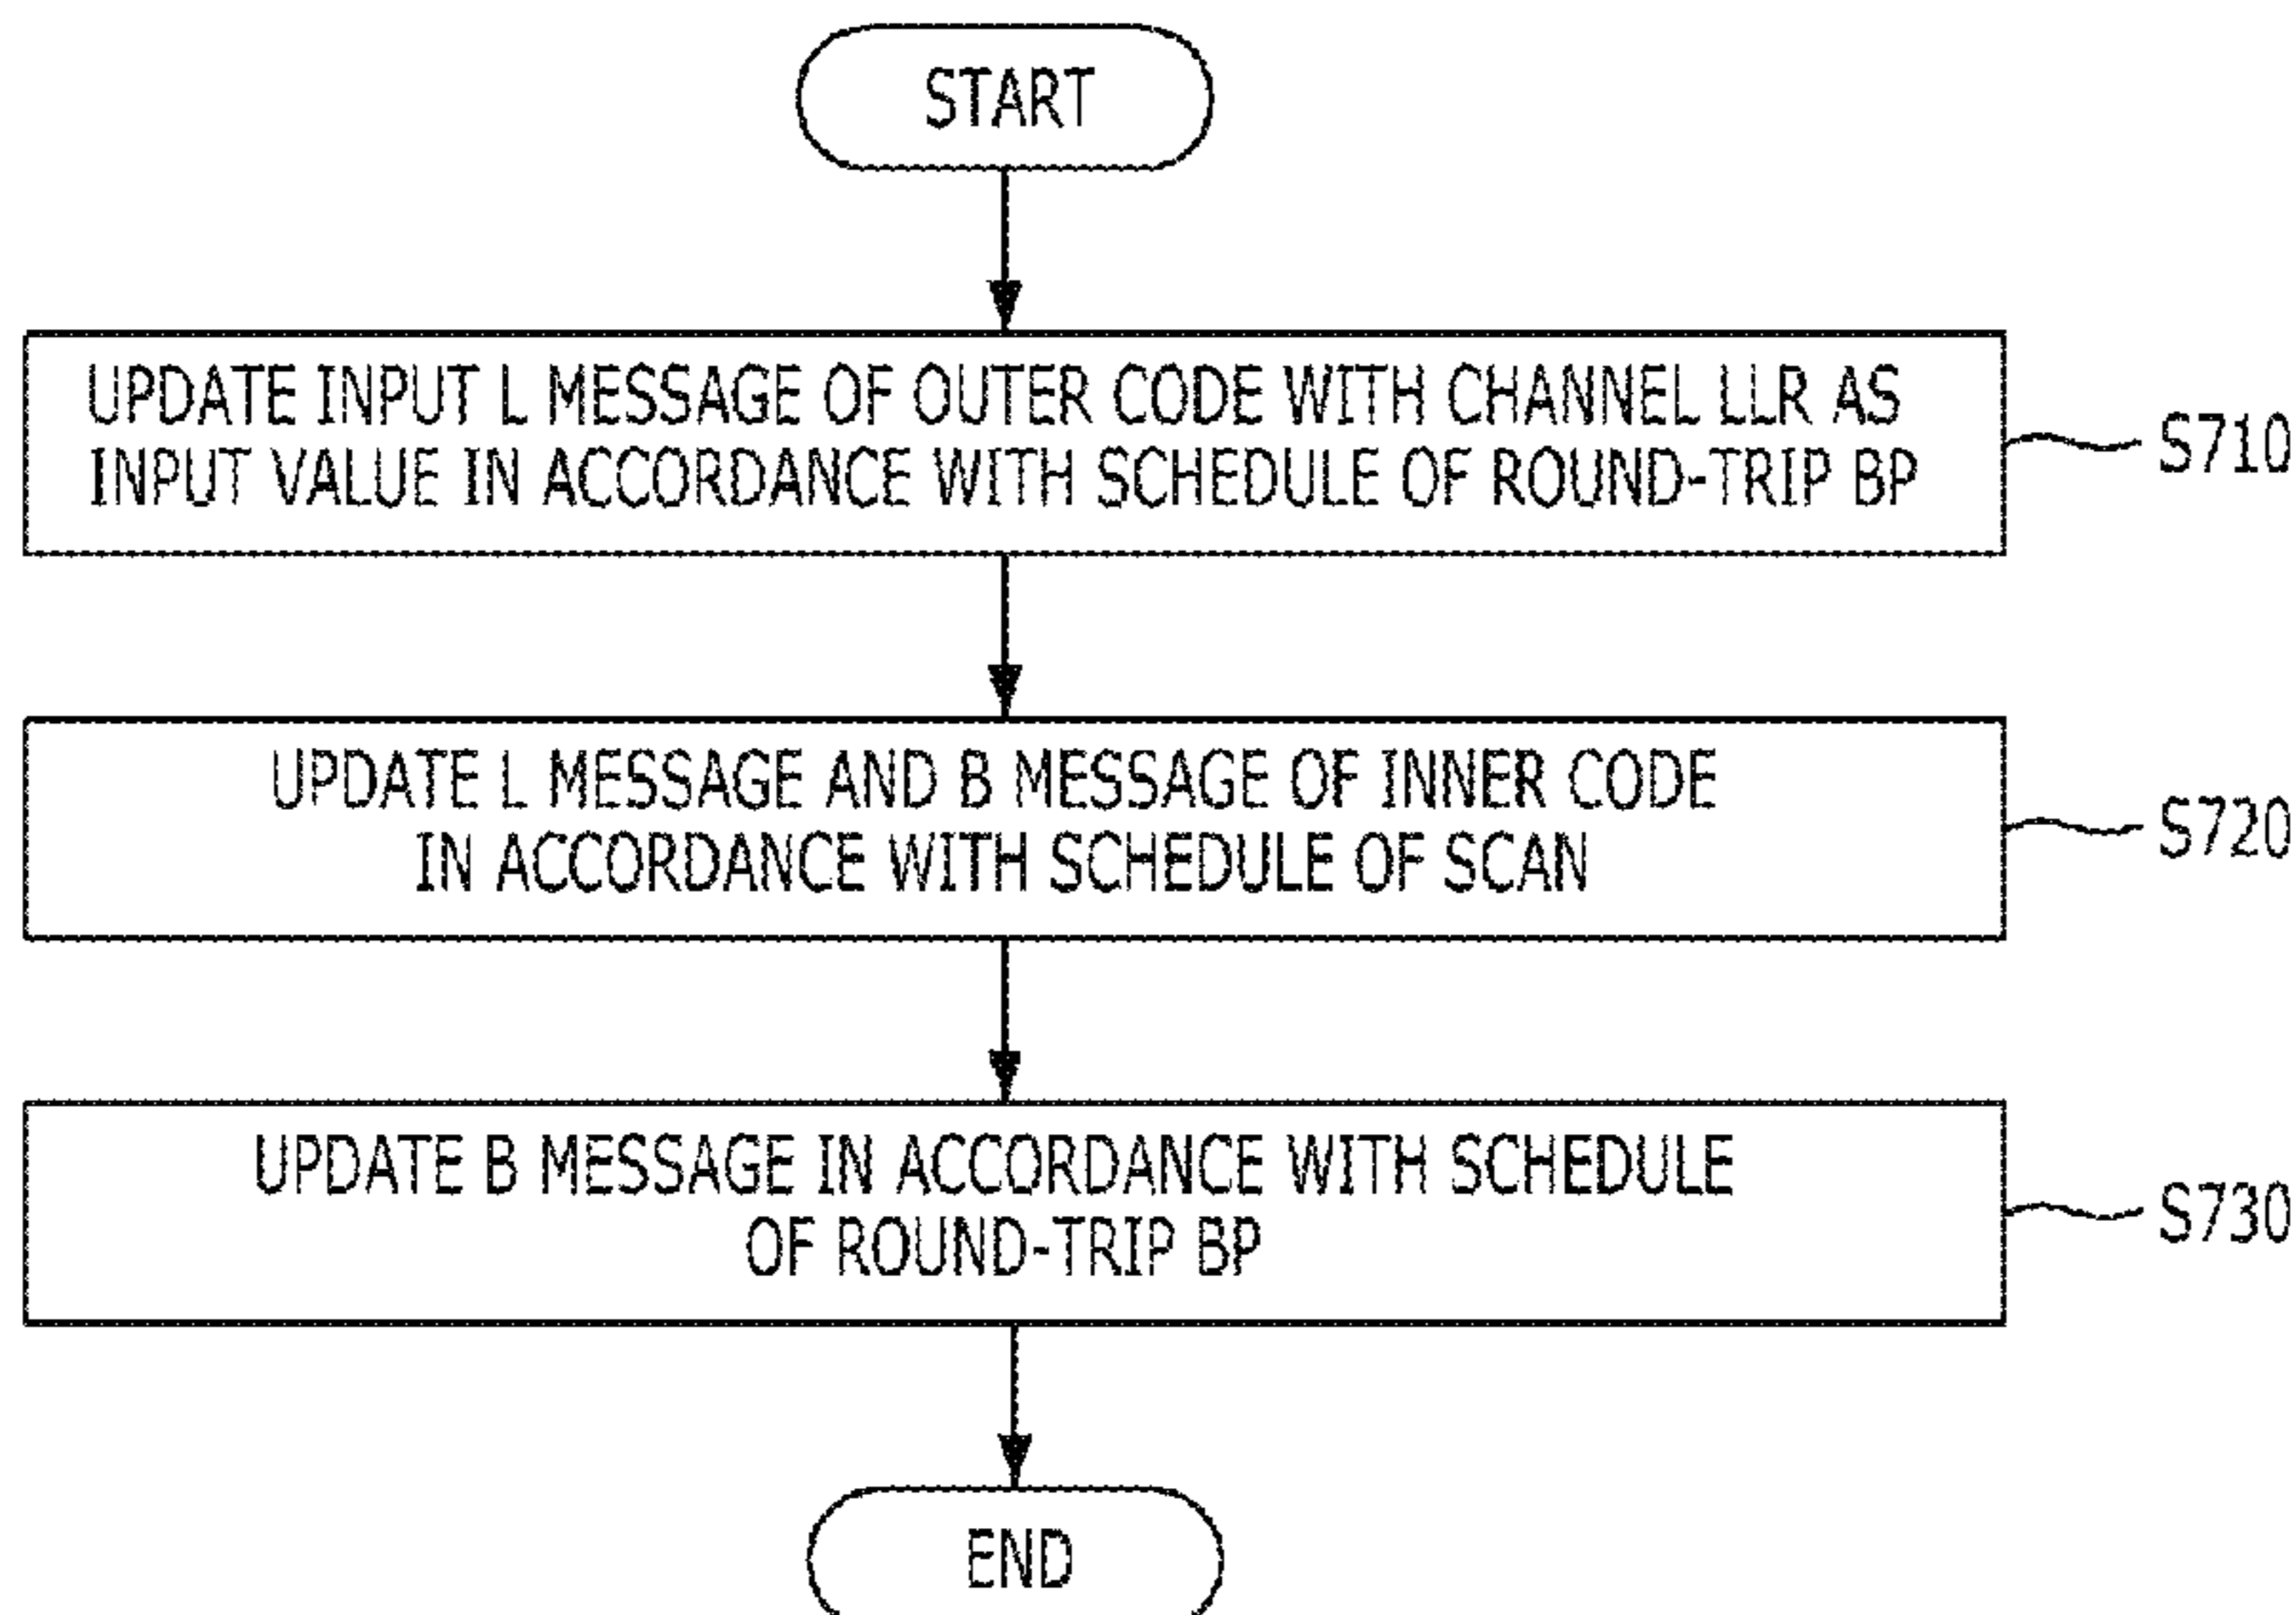 START
UPDATE INPUT L MESSAGE OF OUTER CODE WITH CHANNEL LLR AS
INPUT VALUE IN ACCORDANCE WITH SCHEDULE OF ROUND-TRIP BP
S710
UPDATE L MESSAGE AND B MESSAGE OF INNER CODE
IN ACCORDANCE WITH SCHEDULE OF SCAN
S720
UPDATE B MESSAGE IN ACCORDANCE WITH SCHEDULE
OF ROUND-TRIP BP
S730
END